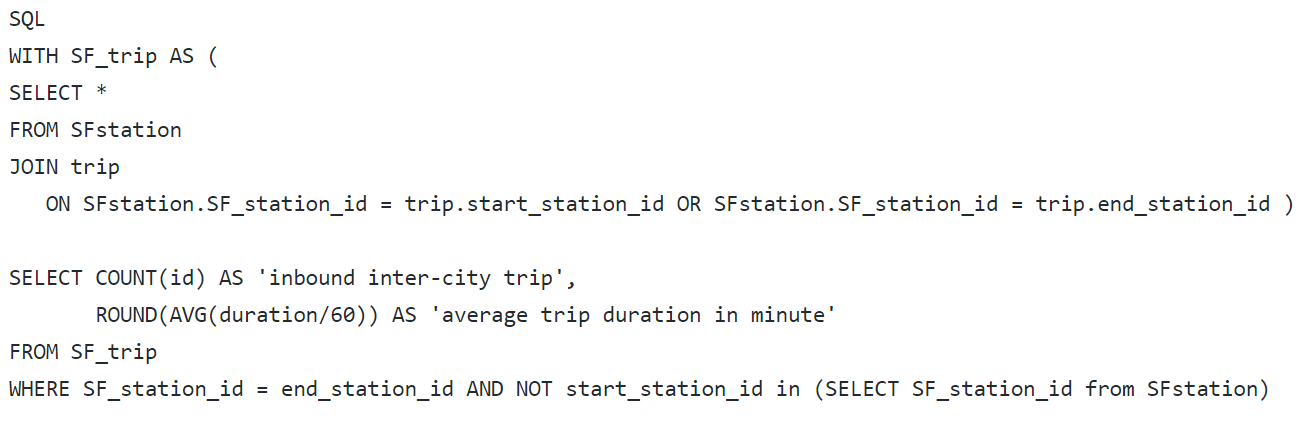 SQL
WITH SF_trip AS (
SELECT *
FROM SFstation
JOIN trip
   ON SFstation.SF_station_id = trip.start_station_id OR SFstation.SF_station_id = trip.end_station_id )

SELECT COUNT(id) AS 'inbound inter-city trip',
       ROUND(AVG(duration/60)) AS 'average trip duration in minute'
FROM SF_trip
WHERE SF_station_id = end_station_id AND NOT start_station_id in (SELECT SF_station_id from SFstation)